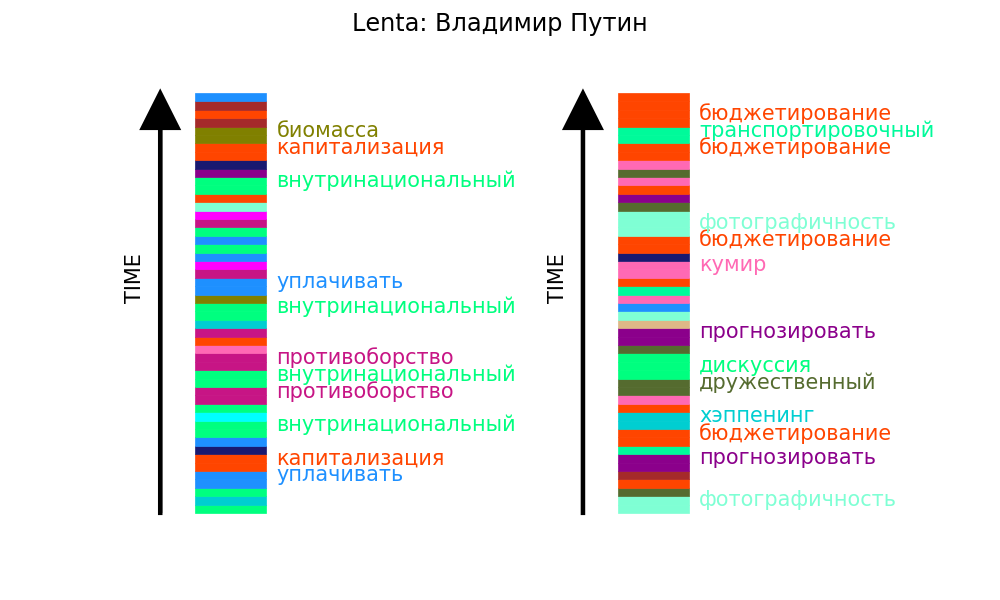 Lenta: Владимир Путин
TIME
биомасса
капитализация
внутринациональный
уплачивать
внутринациональный
противоборство
внутринациональный
противоборство
внутринациональный
капитализация
уплачивать
TIME
бюджетирование
транспортировочный
бюджетирование
фотографичность
бюджетирование
кумир
прогнозировать
дискуссия
дружественный
хэппенинг
бюджетирование
прогнозировать
фотографичность